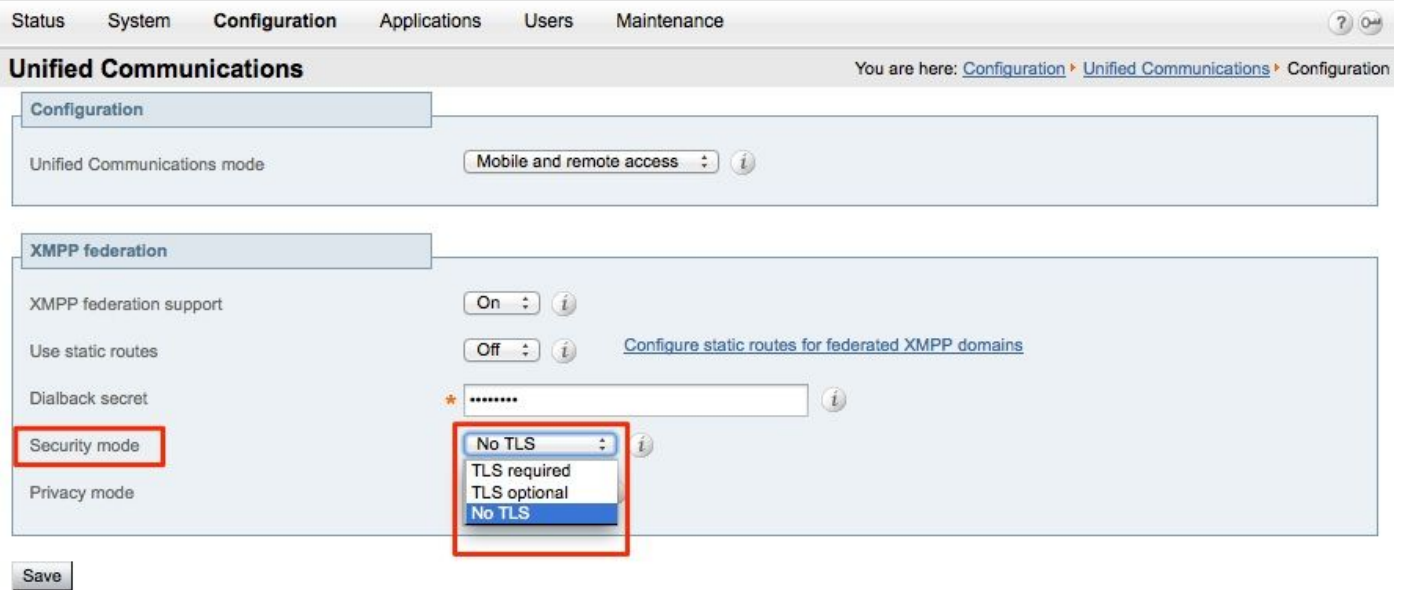 Status System Configuration Applications Users Maintenance ?
Unified Communications You are here: Configuration Unified Communications Configuration
Configuration
Unified Communications mode Mobile and remote access i
XMPP federation
XMPP federation support On i
Use static routes Off i Configure static routes for federated XMPP domains
Dialback secret * •••••••• i
Security mode No TLS i
TLS required
Privacy mode TLS optional
No TLS
Save